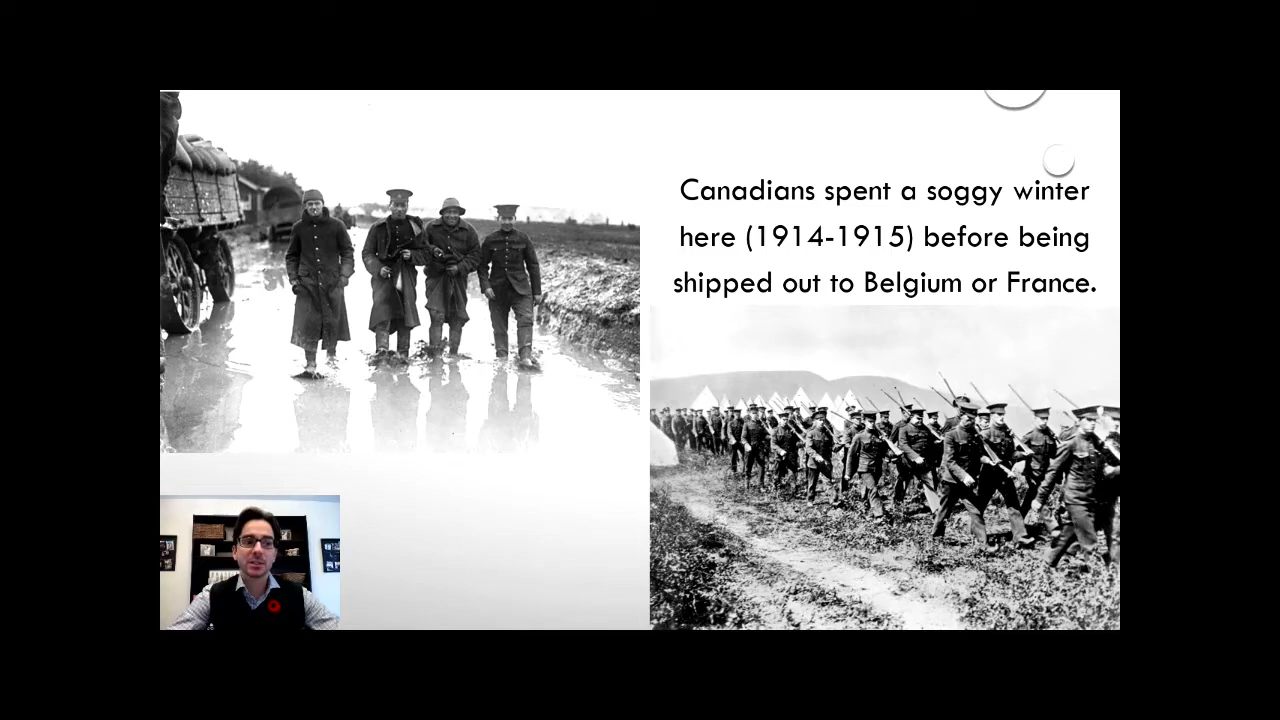 Canadians spent a soggy winter
here (1914-1915) before being
shipped out to Belgium or France.